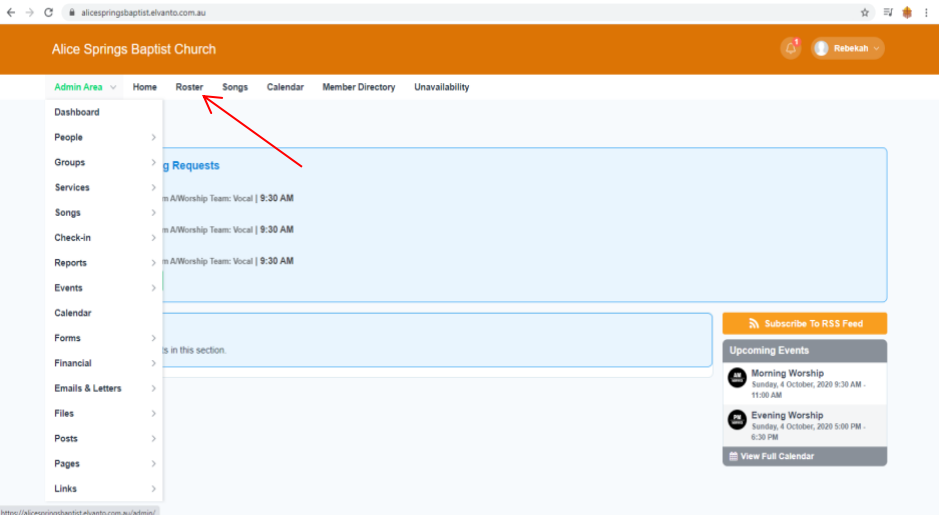 alicespringsbaptist.elvanto.com.au
Alice Springs Baptist Church
1
Rebekah
Admin Area
Home
Roster
Songs
Calendar
Member Directory
Unavailability
Dashboard
People
Groups
g Requests
Services
m A/Worship Team: Vocal | 9:30 AM
Songs
m A/Worship Team: Vocal | 9:30 AM
Check-in
Reports
m A/Worship Team: Vocal | 9:30 AM
Events
Calendar
Forms
ts in this section.
Financial
Emails & Letters
Files
Posts
Pages
Links
Subscribe To RSS Feed
Upcoming Events
AM
Morning Worship
Sunday, 4 October, 2020 9:30 AM -
11:00 AM
PM
Evening Worship
Sunday, 4 October, 2020 5:00 PM -
6:30 PM
View Full Calendar
https://alicespringsbaptist.elvanto.com.au/admin/